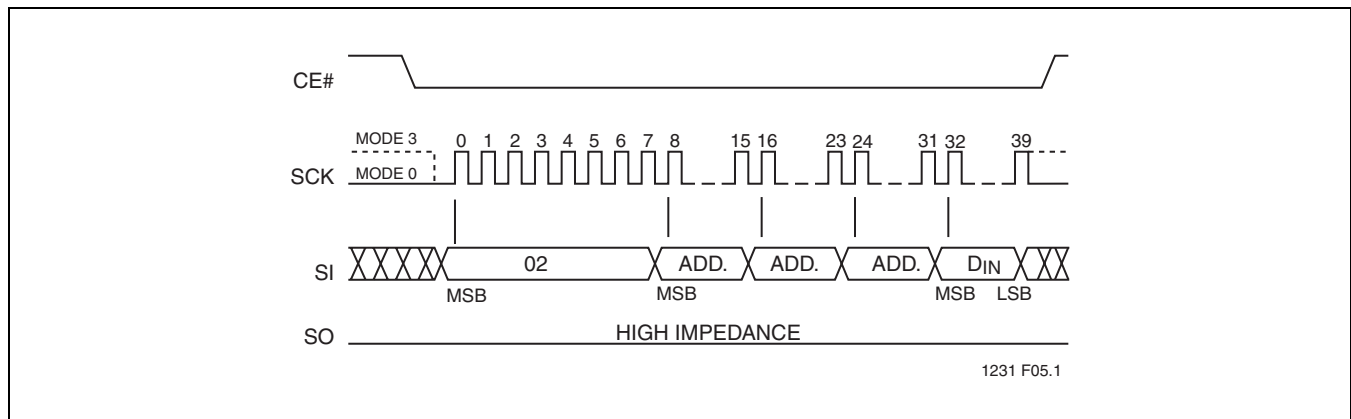 CE#
MODE 3
0 1 2 3 4 5 6 7 8 15 16 23 24 31 32 39
SCK
MODE 0
SI
02 ADD. ADD. ADD. DIN
MSB MSB MSB LSB
SO
HIGH IMPEDANCE
1231 F05.1